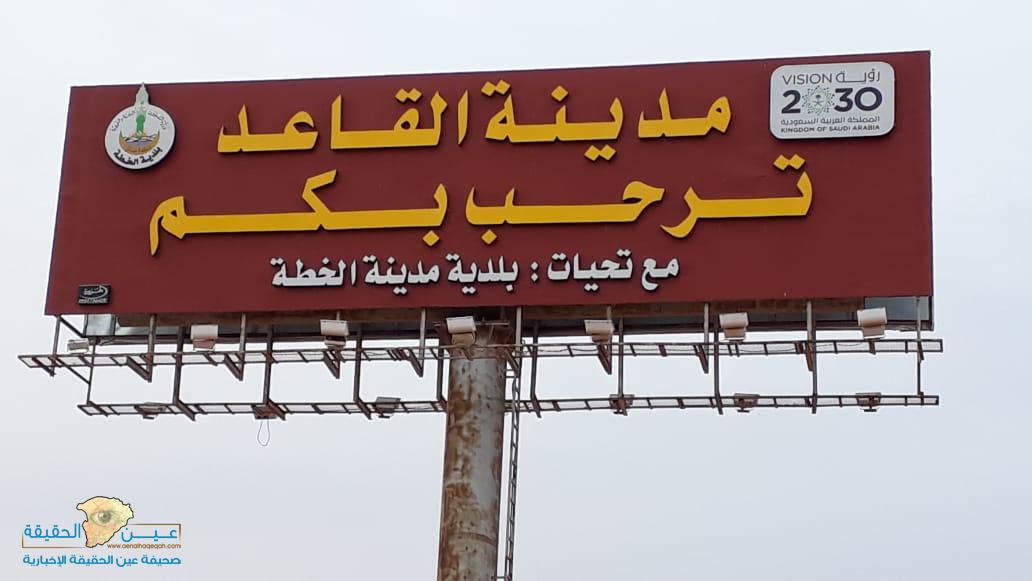 مدينة القاعد
ترحب بكم
مع تحيات : بلدية مدينة الخطة
VISION رؤيــة
2030
المملكة العربية السعودية
KINGDOM OF SAUDI ARABIA
بلدية الخطة
عين الحقيقة
www.aenalhaqeqah.com
صحيفة عين الحقيقة الإخبارية